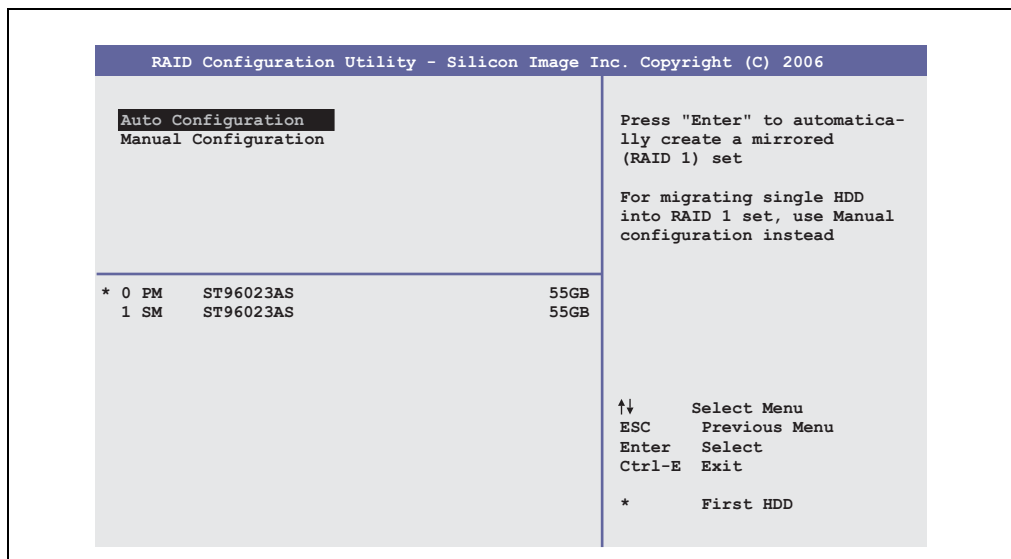 RAID Configuration Utility - Silicon Image Inc. Copyright (C) 2006
Auto Configuration
Manual Configuration
Press "Enter" to automatica-
lly create a mirrored
(RAID 1) set
For migrating single HDD
into RAID 1 set, use Manual
configuration instead
* 0 PM ST96023AS 55GB
1 SM ST96023AS 55GB
↑↓ Select Menu
ESC Previous Menu
Enter Select
Ctrl-E Exit
* First HDD